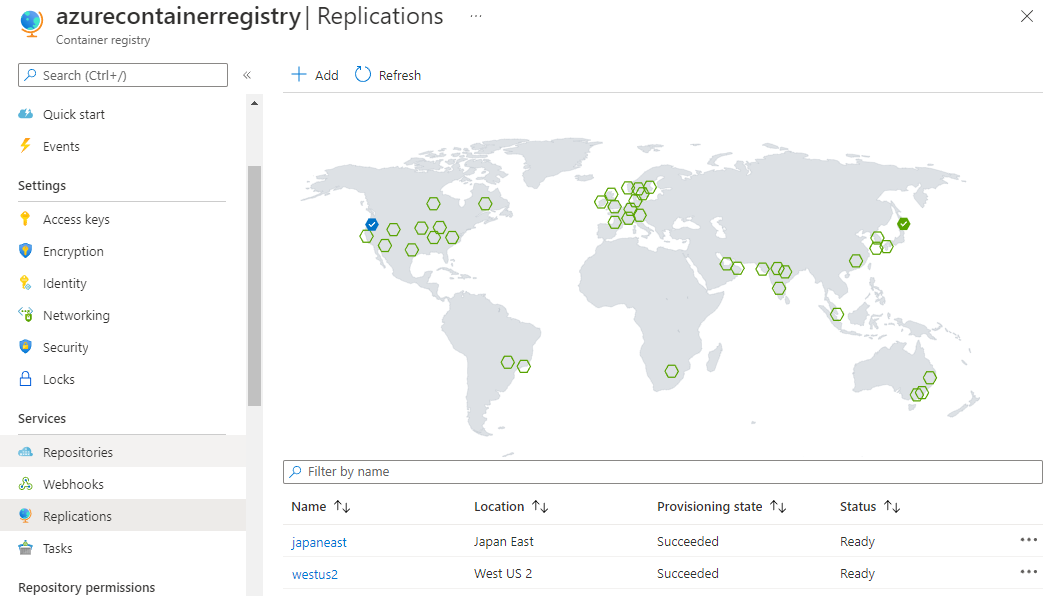 azurecontainerregistry | Replications ...
Container registry
Search (Ctrl+/)
Quick start
Events
Settings
Access keys
Encryption
Identity
Networking
Security
Locks
Services
Repositories
Webhooks
Replications
Tasks
Repository permissions
Add Refresh
Filter by name
Name Location Provisioning state Status
japaneast Japan East Succeeded Ready
westus2 West US 2 Succeeded Ready